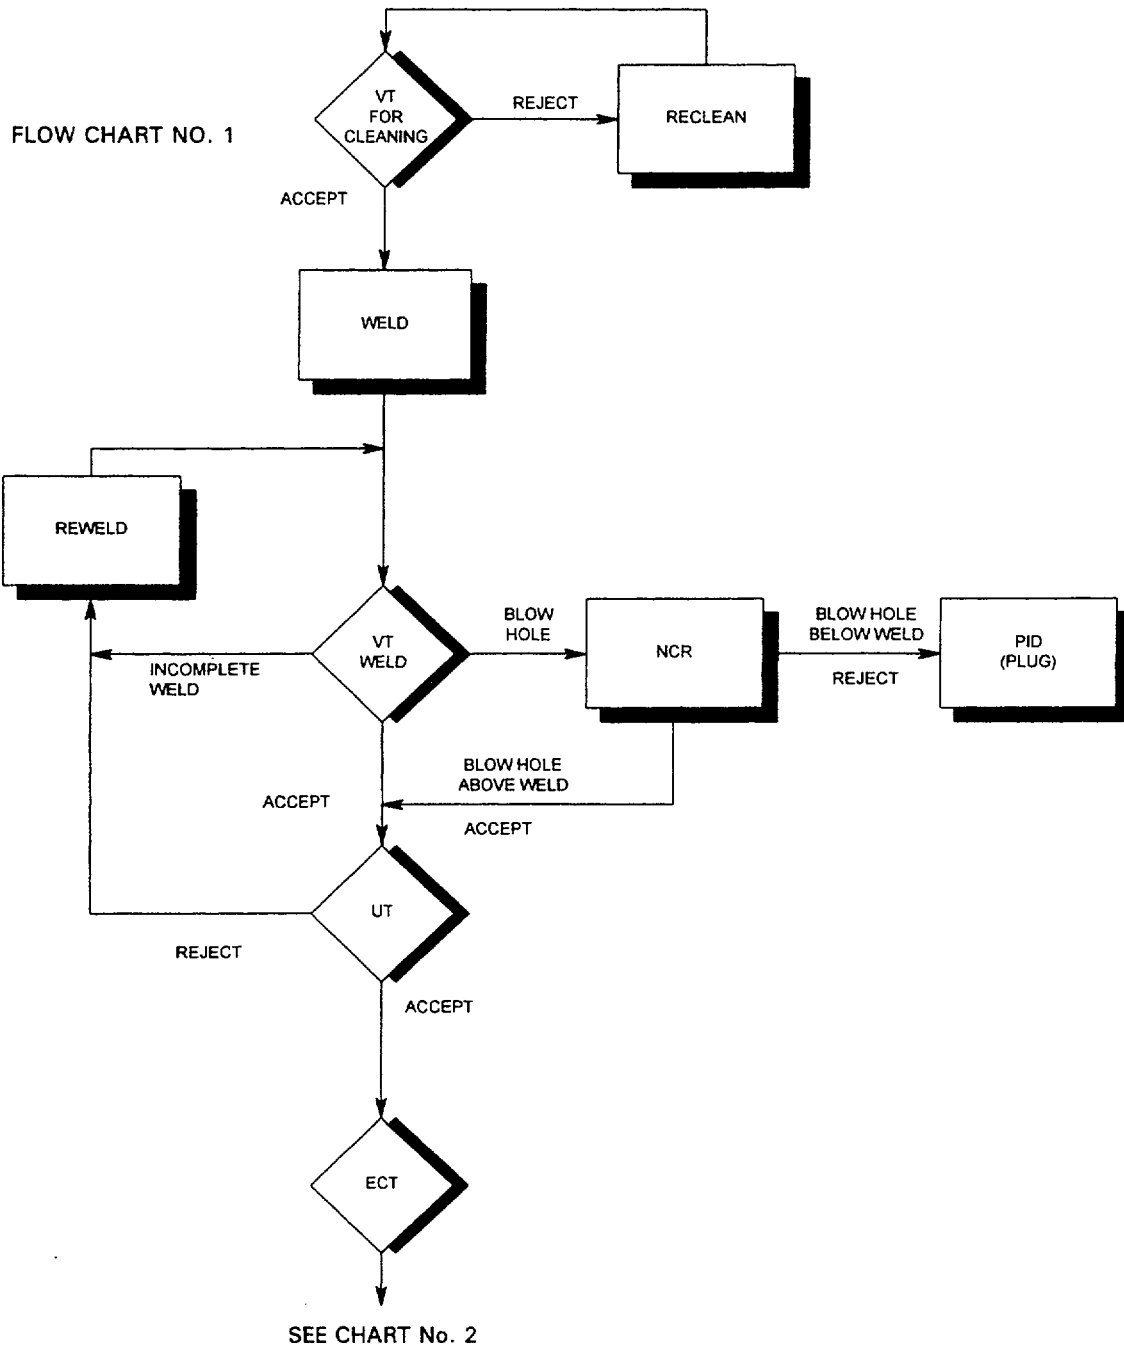 VT
FOR
CLEANING
REJECT
RECLEAN
FLOW CHART NO. 1
ACCEPT
WELD
REWELD
VT
WELD
BLOW
HOLE
NCR
BLOW HOLE
BELOW WELD
REJECT
PID
(PLUG)
INCOMPLETE
WELD
BLOW HOLE
ABOVE WELD
ACCEPT
ACCEPT
UT
REJECT
ACCEPT
ECT
SEE CHART No. 2